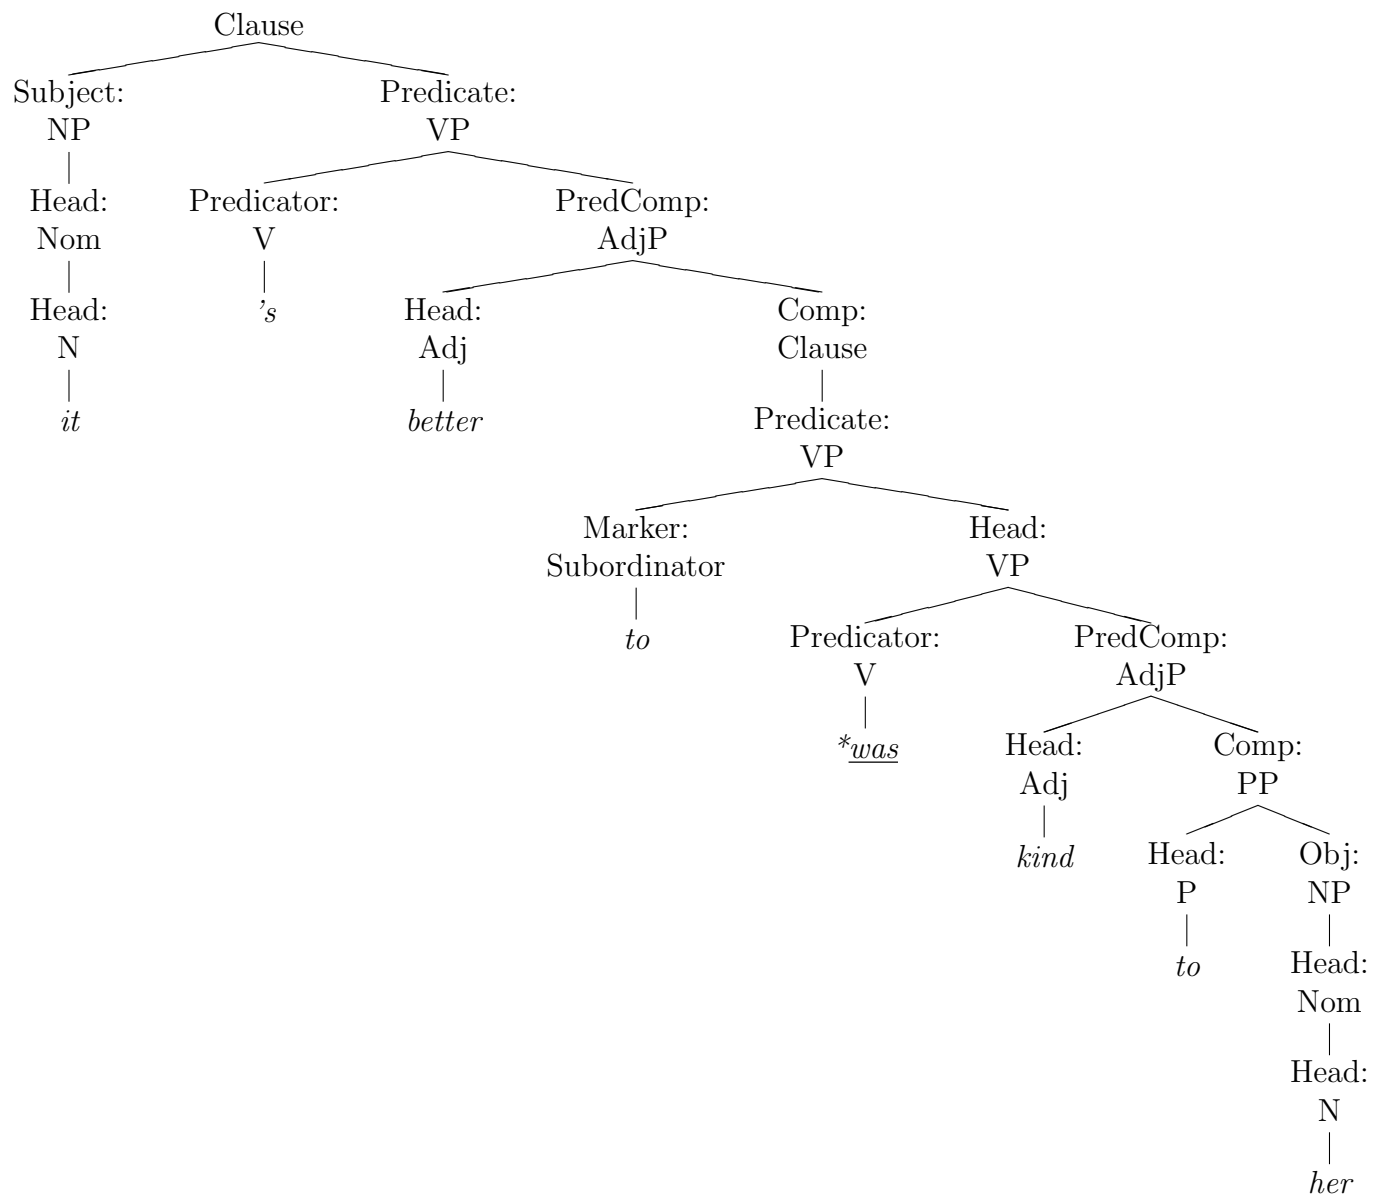 Clause
Subject:
NP
Predicate:
VP
Head:
Nom
Predicator:
V
PredComp:
AdjP
Head:
N
's
Head:
Adj
Comp:
Clause
it
better
Predicate:
VP
Marker:
Subordinator
Head:
VP
to
Predicator:
V
PredComp:
AdjP
*was
Head:
Adj
Comp:
PP
kind
Head:
P
Obj:
NP
to
Head:
Nom
Head:
N
her